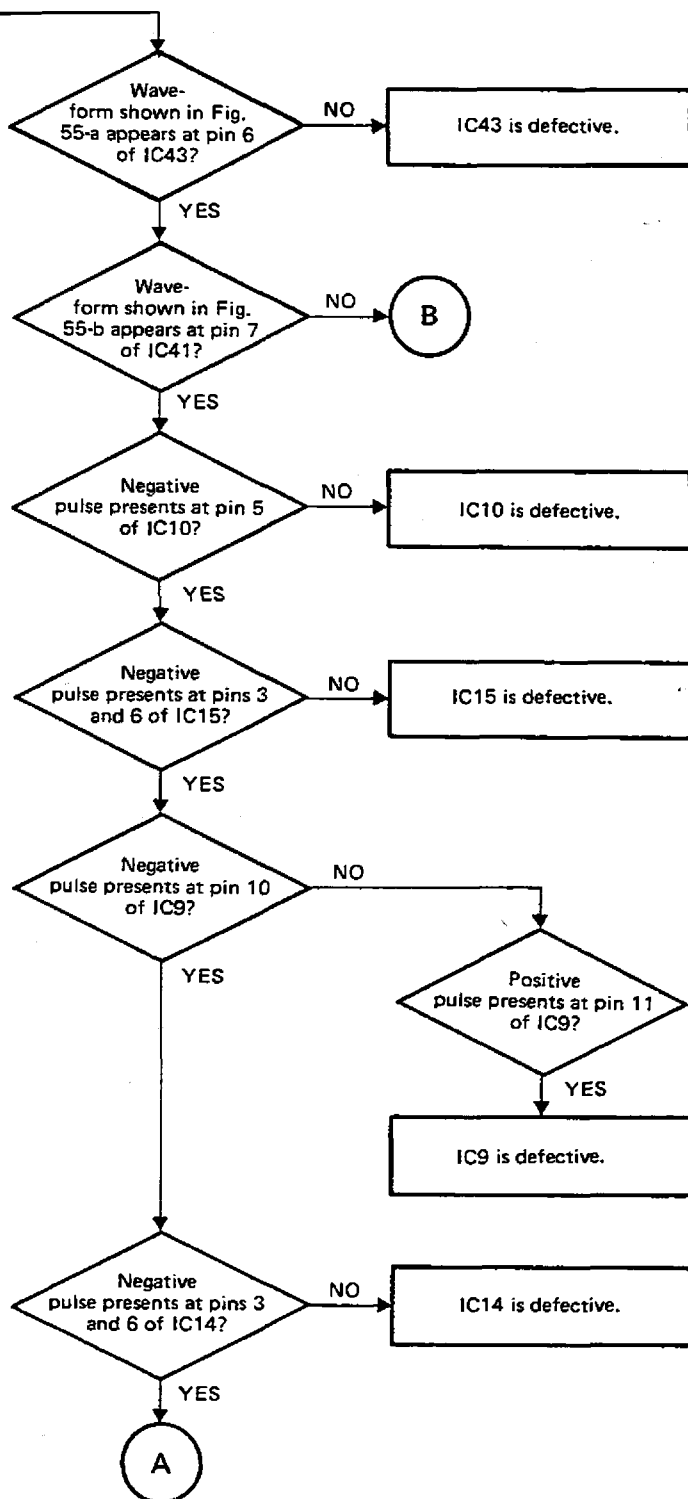 Wave-
form shown in Fig.
55-a appears at pin 6
of IC43?
NO
IC43 is defective.
YES
Wave-
form shown in Fig.
55-b appears at pin 7
of IC41?
NO
B
YES
Negative
pulse presents at pin 5
of IC10?
NO
IC10 is defective.
YES
Negative
pulse presents at pins 3
and 6 of IC15?
NO
IC15 is defective.
YES
Negative
pulse presents at pin 10
of IC9?
NO
YES
Positive
pulse presents at pin 11
of IC9?
YES
IC9 is defective.
Negative
pulse presents at pins 3
and 6 of IC14?
NO
IC14 is defective.
YES
A